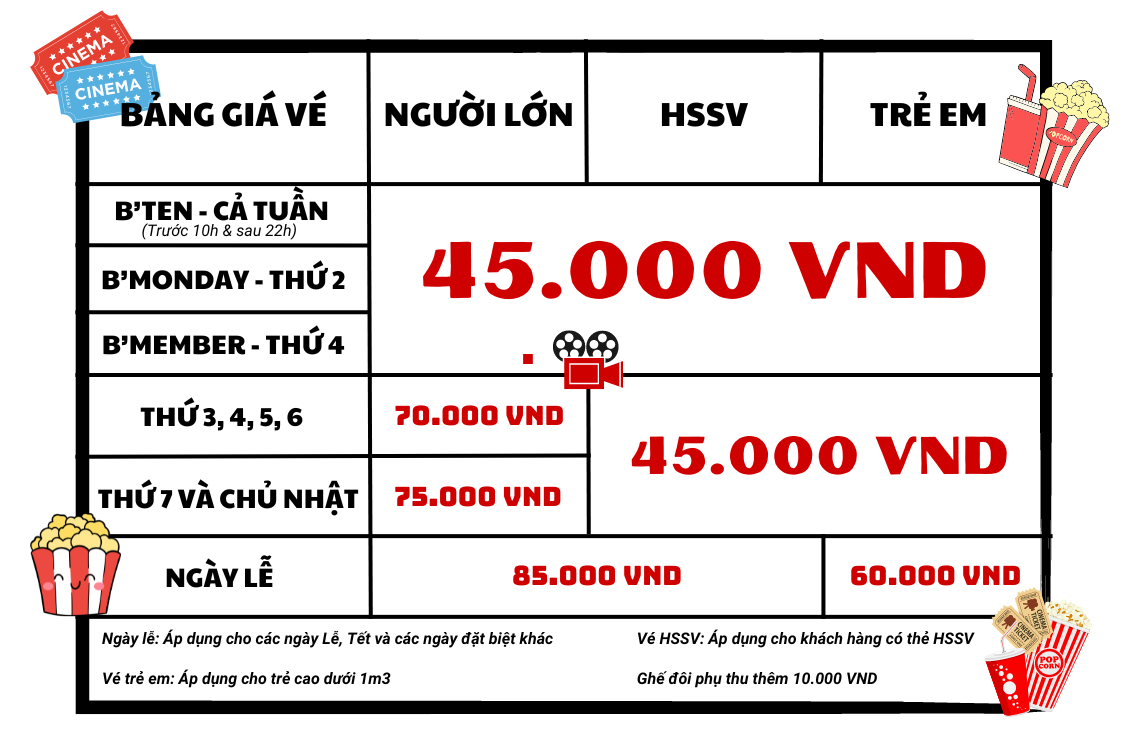 CINEMA
CINEMA
BẢNG GIÁ VÉ
NGƯỜI LỚN
HSSV
TRẺ EM
POPCORN
B’TEN - CẢ TUẦN
(Trước 10h & sau 22h)
45.000 VND
B’MONDAY - THỨ 2
B’MEMBER - THỨ 4
THỨ 3, 4, 5, 6
70.000 VND
45.000 VND
THỨ 7 VÀ CHỦ NHẬT
75.000 VND
NGÀY LỄ
85.000 VND
60.000 VND
Ngày lễ: Áp dụng cho các ngày Lễ, Tết và các ngày đặt biệt khác
Vé HSSV: Áp dụng cho khách hàng có thẻ HSSV
Vé trẻ em: Áp dụng cho trẻ cao dưới 1m3
Ghế đôi phụ thu thêm 10.000 VND
CINEMA
TICKET
CINEMA
TICKET
POP
CORN